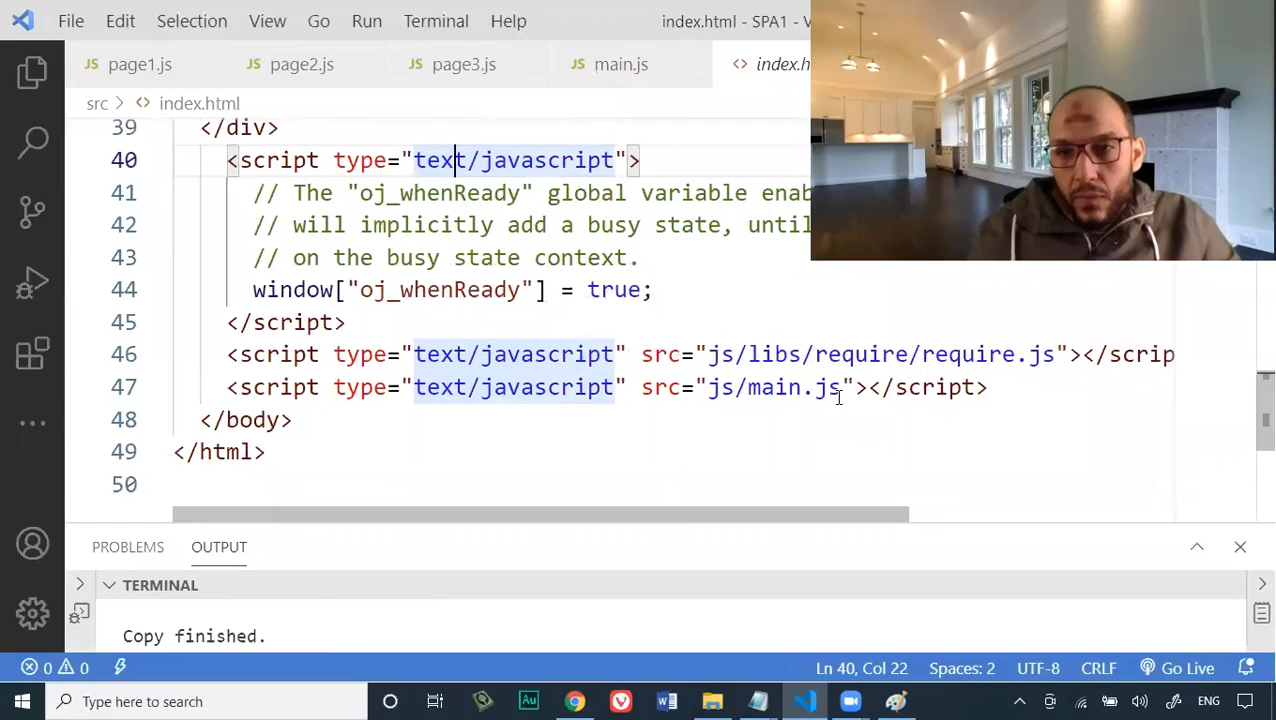 File Edit Selection View Go Run Terminal Help index.html - SPA1 - V
JS page1.js JS page2.js JS page3.js JS main.js <> index.h
src > <> index.html
39 </div>
40 <script type="text/javascript">
41 // The "oj_whenReady" global variable enab
42 // will implicitly add a busy state, until
43 // on the busy state context.
44 window["oj_whenReady"] = true;
45 </script>
46 <script type="text/javascript" src="js/libs/require/require.js"></scrip
47 <script type="text/javascript" src="js/main.js"></script>
48 </body>
49 </html>
50
PROBLEMS OUTPUT
TERMINAL
Copy finished.
0 0 Ln 40, Col 22 Spaces: 2 UTF-8 CRLF Go Live
Type here to search Au W ENG